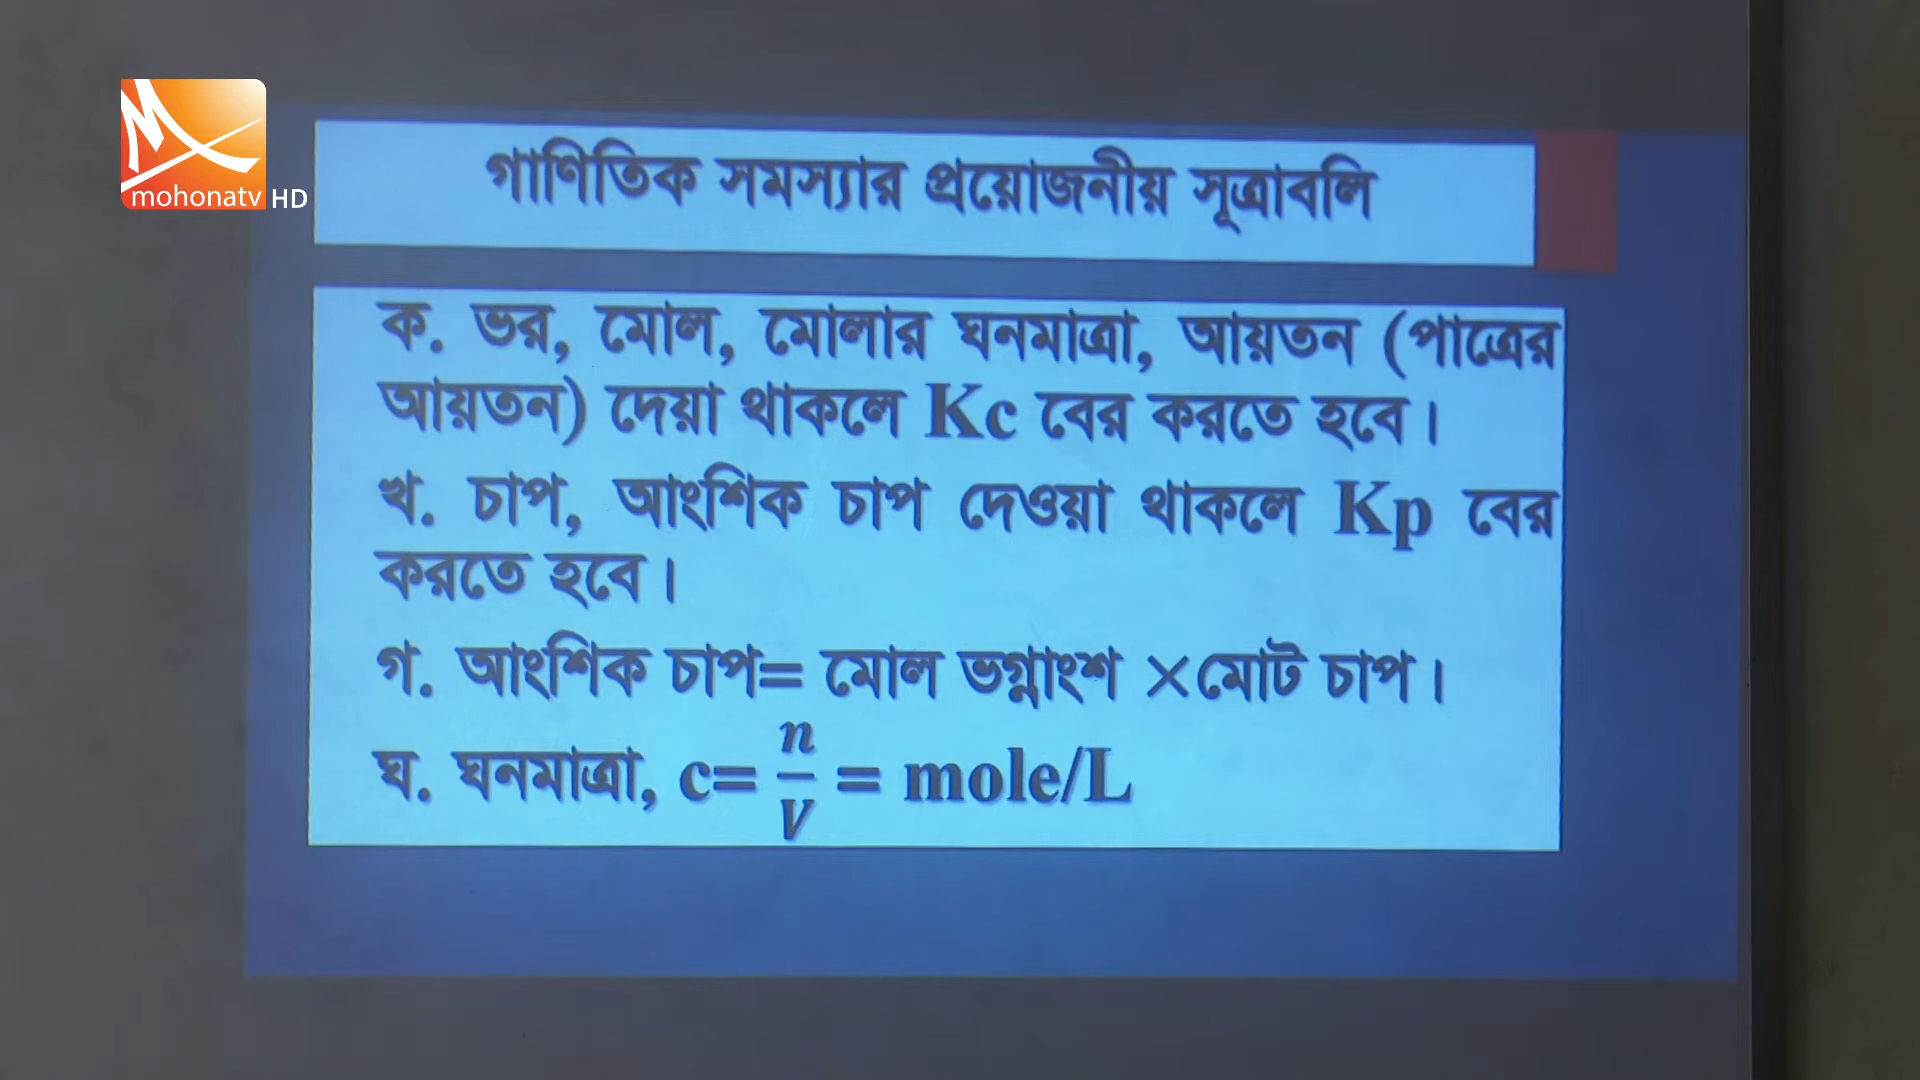 mohonatv HD
গাণিতিক সমস্যার প্রয়োজনীয় সূত্রাবলি
ক. ভর, মোল, মোলার ঘনমাত্রা, আয়তন (পাত্রের
আয়তন) দেয়া থাকলে Kc বের করতে হবে।
খ. চাপ, আংশিক চাপ দেওয়া থাকলে Kp বের
করতে হবে।
গ. আংশিক চাপ= মোল ভগ্নাংশ ×মোট চাপ।
ঘ. ঘনমাত্রা, c= n/V = mole/L